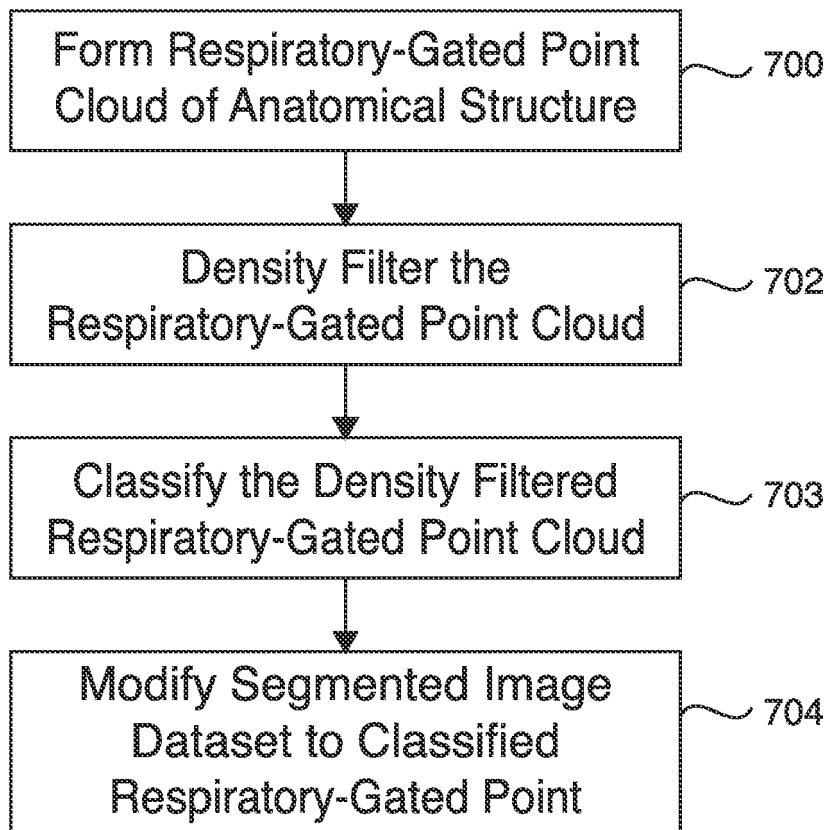 Form Respiratory-Gated Point
Cloud of Anatomical Structure
700
Density Filter the
Respiratory-Gated Point Cloud
702
Classify the Density Filtered
Respiratory-Gated Point Cloud
703
Modify Segmented Image
Dataset to Classified
Respiratory-Gated Point
704